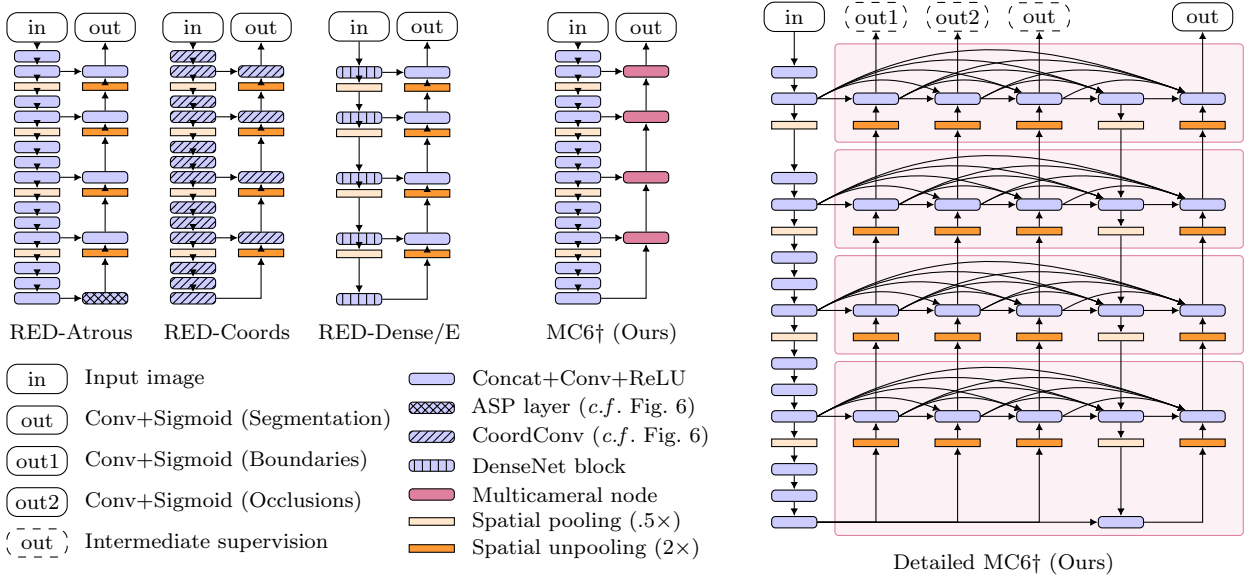 in out in out in out in out in out1 out2 out out
RED-Atrous RED-Coords RED-Dense/E MC6† (Ours)
in Input image
out Conv+Sigmoid (Segmentation)
out1 Conv+Sigmoid (Boundaries)
out2 Conv+Sigmoid (Occlusions)
out Intermediate supervision
Concat+Conv+ReLU
ASP layer (c.f. Fig. 6)
CoordConv (c.f. Fig. 6)
DenseNet block
Multicameral node
Spatial pooling (.5×)
Spatial unpooling (2×)
Detailed MC6† (Ours)